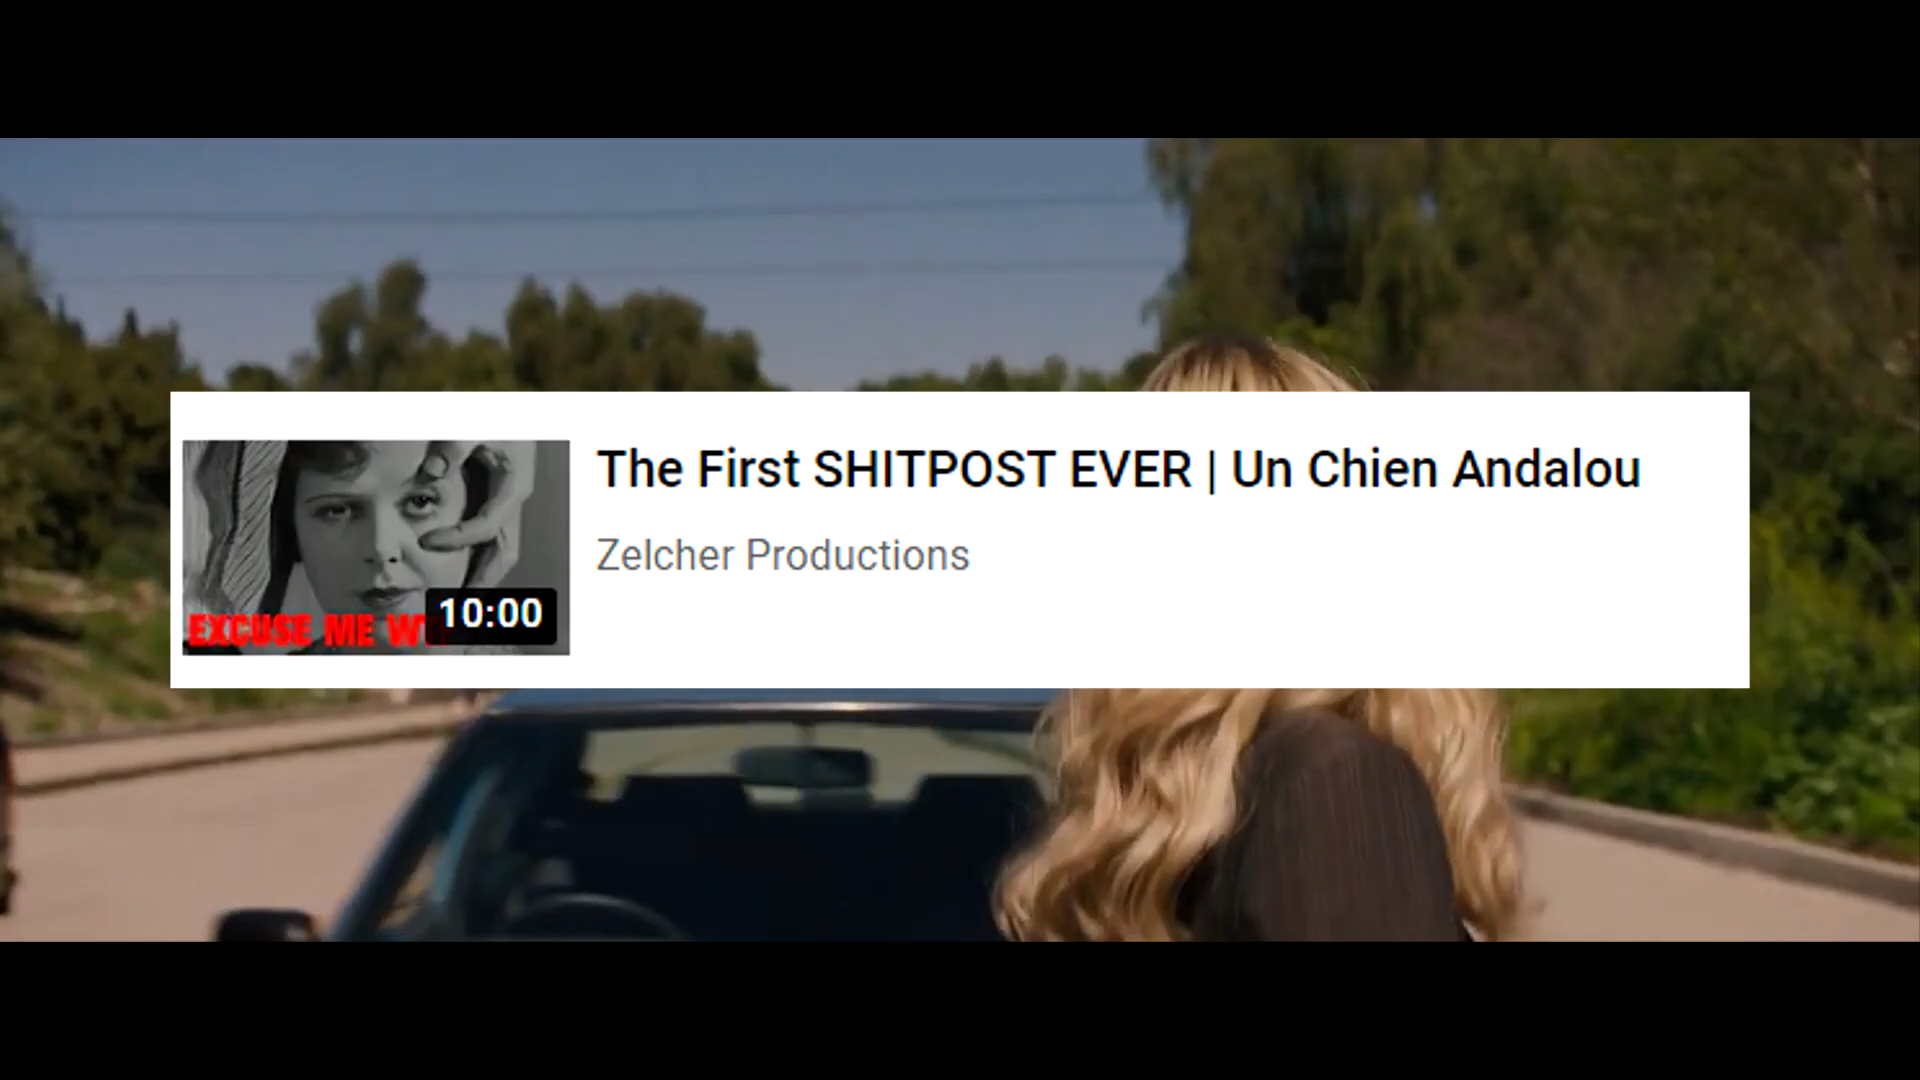 The First SHITPOST EVER | Un Chien Andalou
Zelcher Productions
EXCUSE ME
10:00